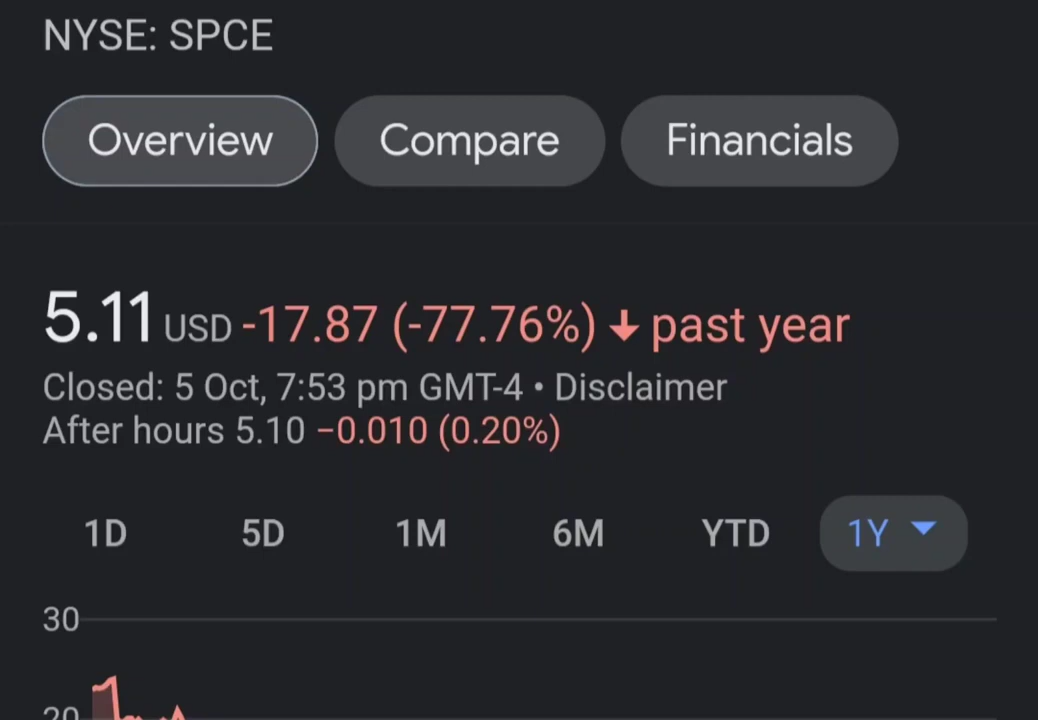 NYSE: SPCE
Overview Compare Financials
5.11 USD -17.87 (-77.76%) ↓ past year
Closed: 5 Oct, 7:53 pm GMT-4 • Disclaimer
After hours 5.10 −0.010 (0.20%)
1D 5D 1M 6M YTD 1Y
30
20